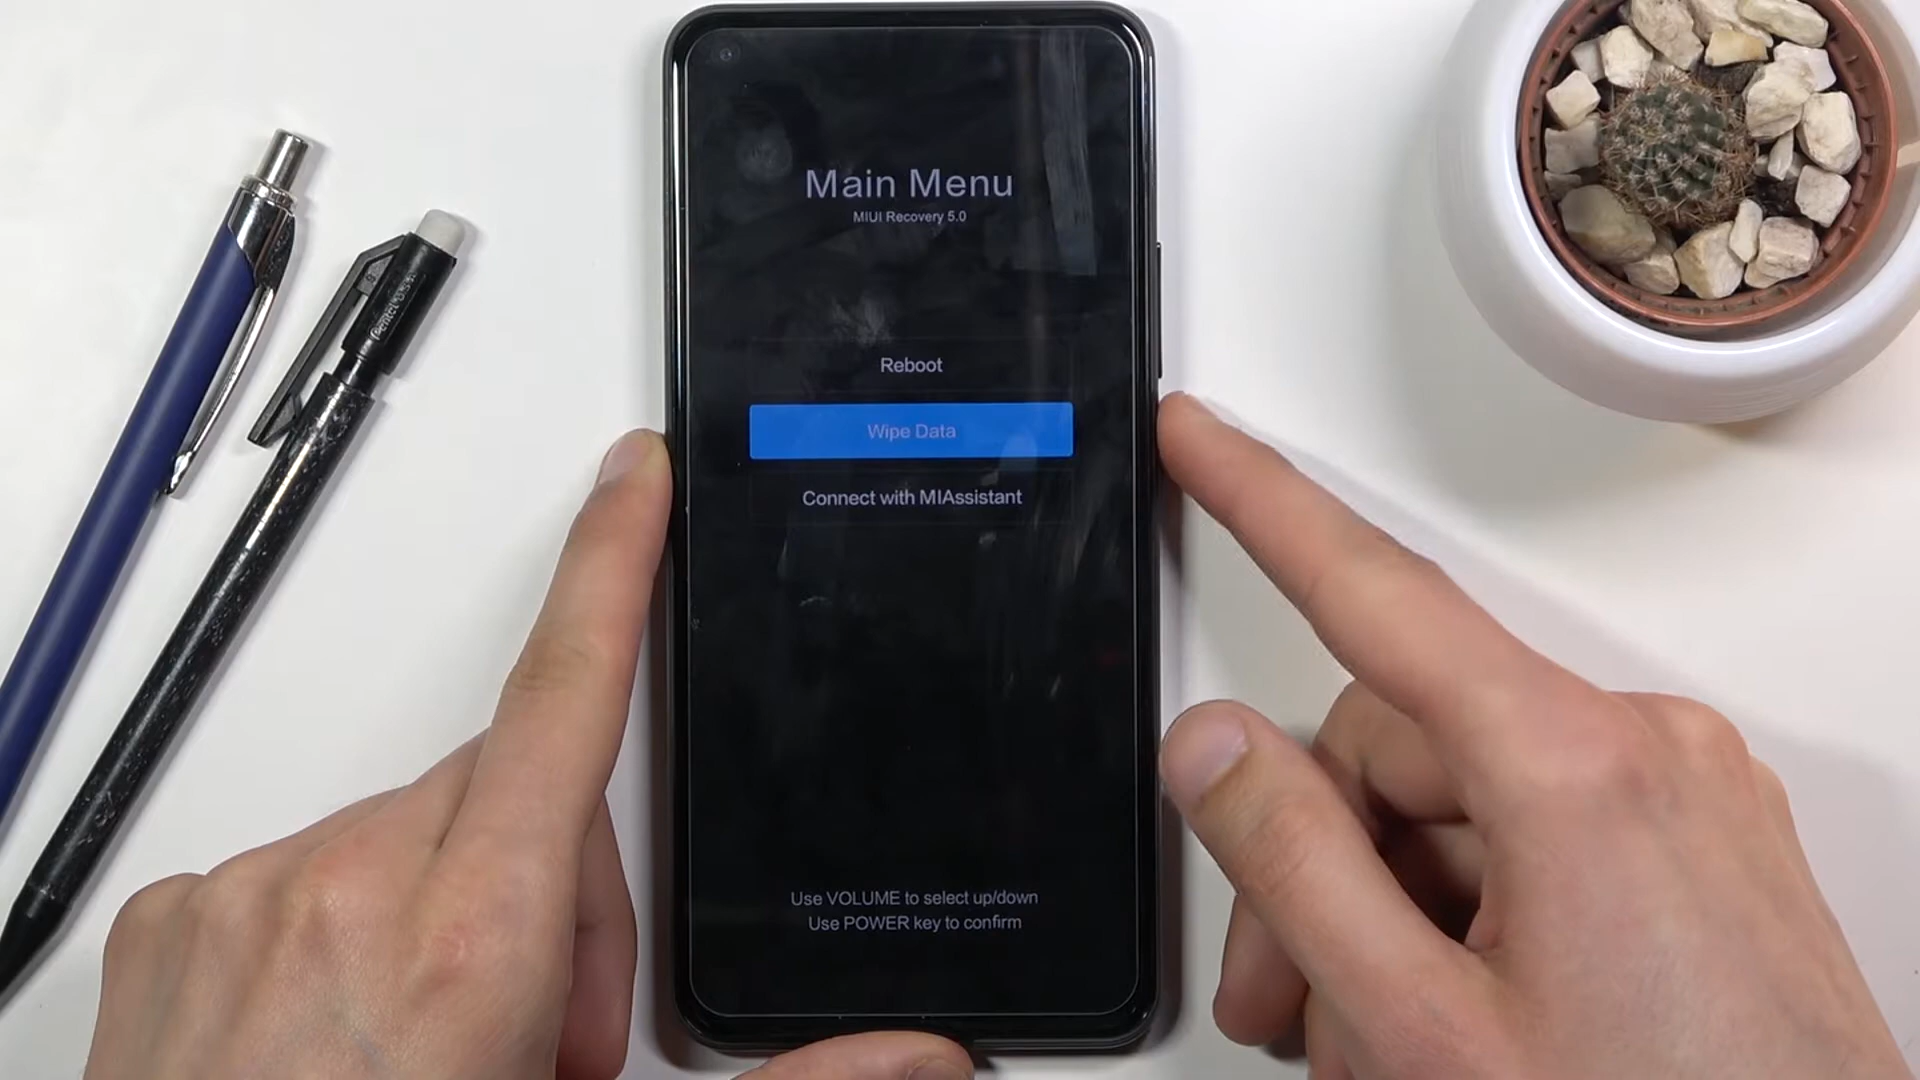 Main Menu
MIUI Recovery 5.0
Reboot
Wipe Data
Connect with MIAssistant
Use VOLUME to select up/down
Use POWER key to confirm
Pentel